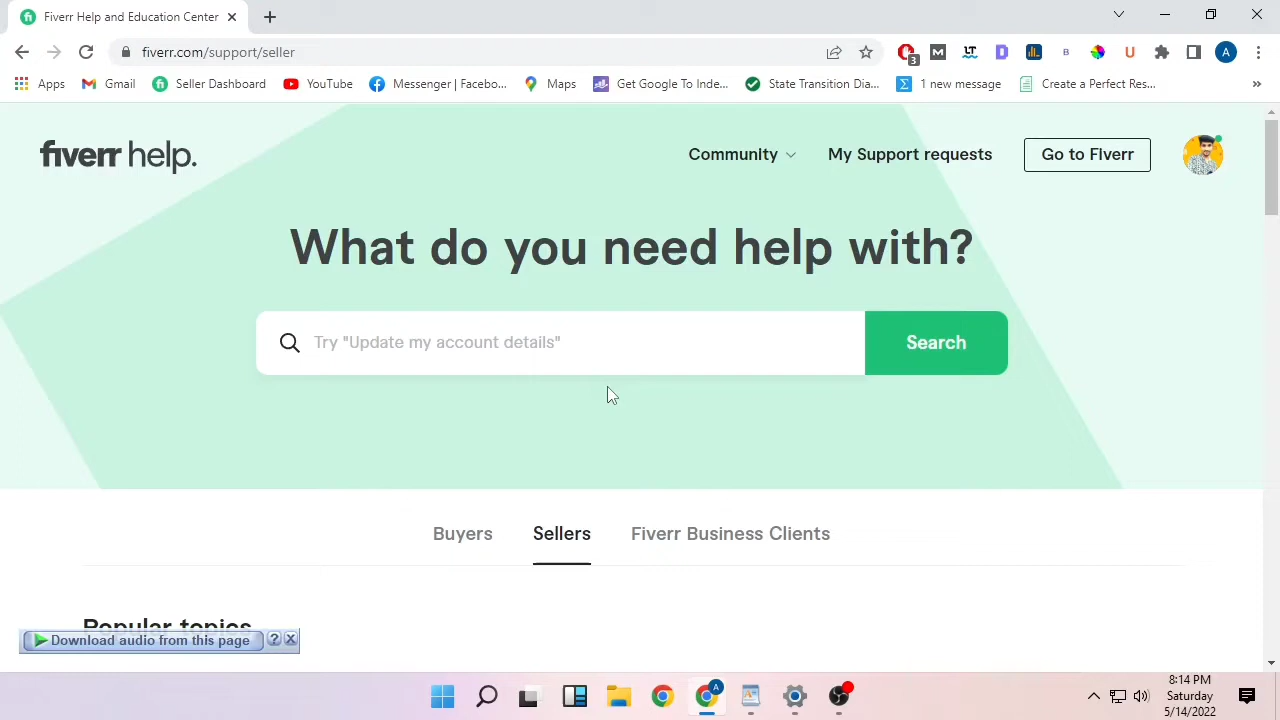 Fiverr Help and Education Center
fiverr.com/support/seller
3
A
Apps
Gmail
Seller Dashboard
YouTube
Messenger | Facebo...
Maps
Get Google To Inde...
State Transition Dia...
1 new message
Create a Perfect Res...
»
fiverr help.
Community
My Support requests
Go to Fiverr
What do you need help with?
Try "Update my account details"
Search
Buyers
Sellers
Fiverr Business Clients
Popular topics
Download audio from this page
8:14 PM
Saturday
5/14/2022